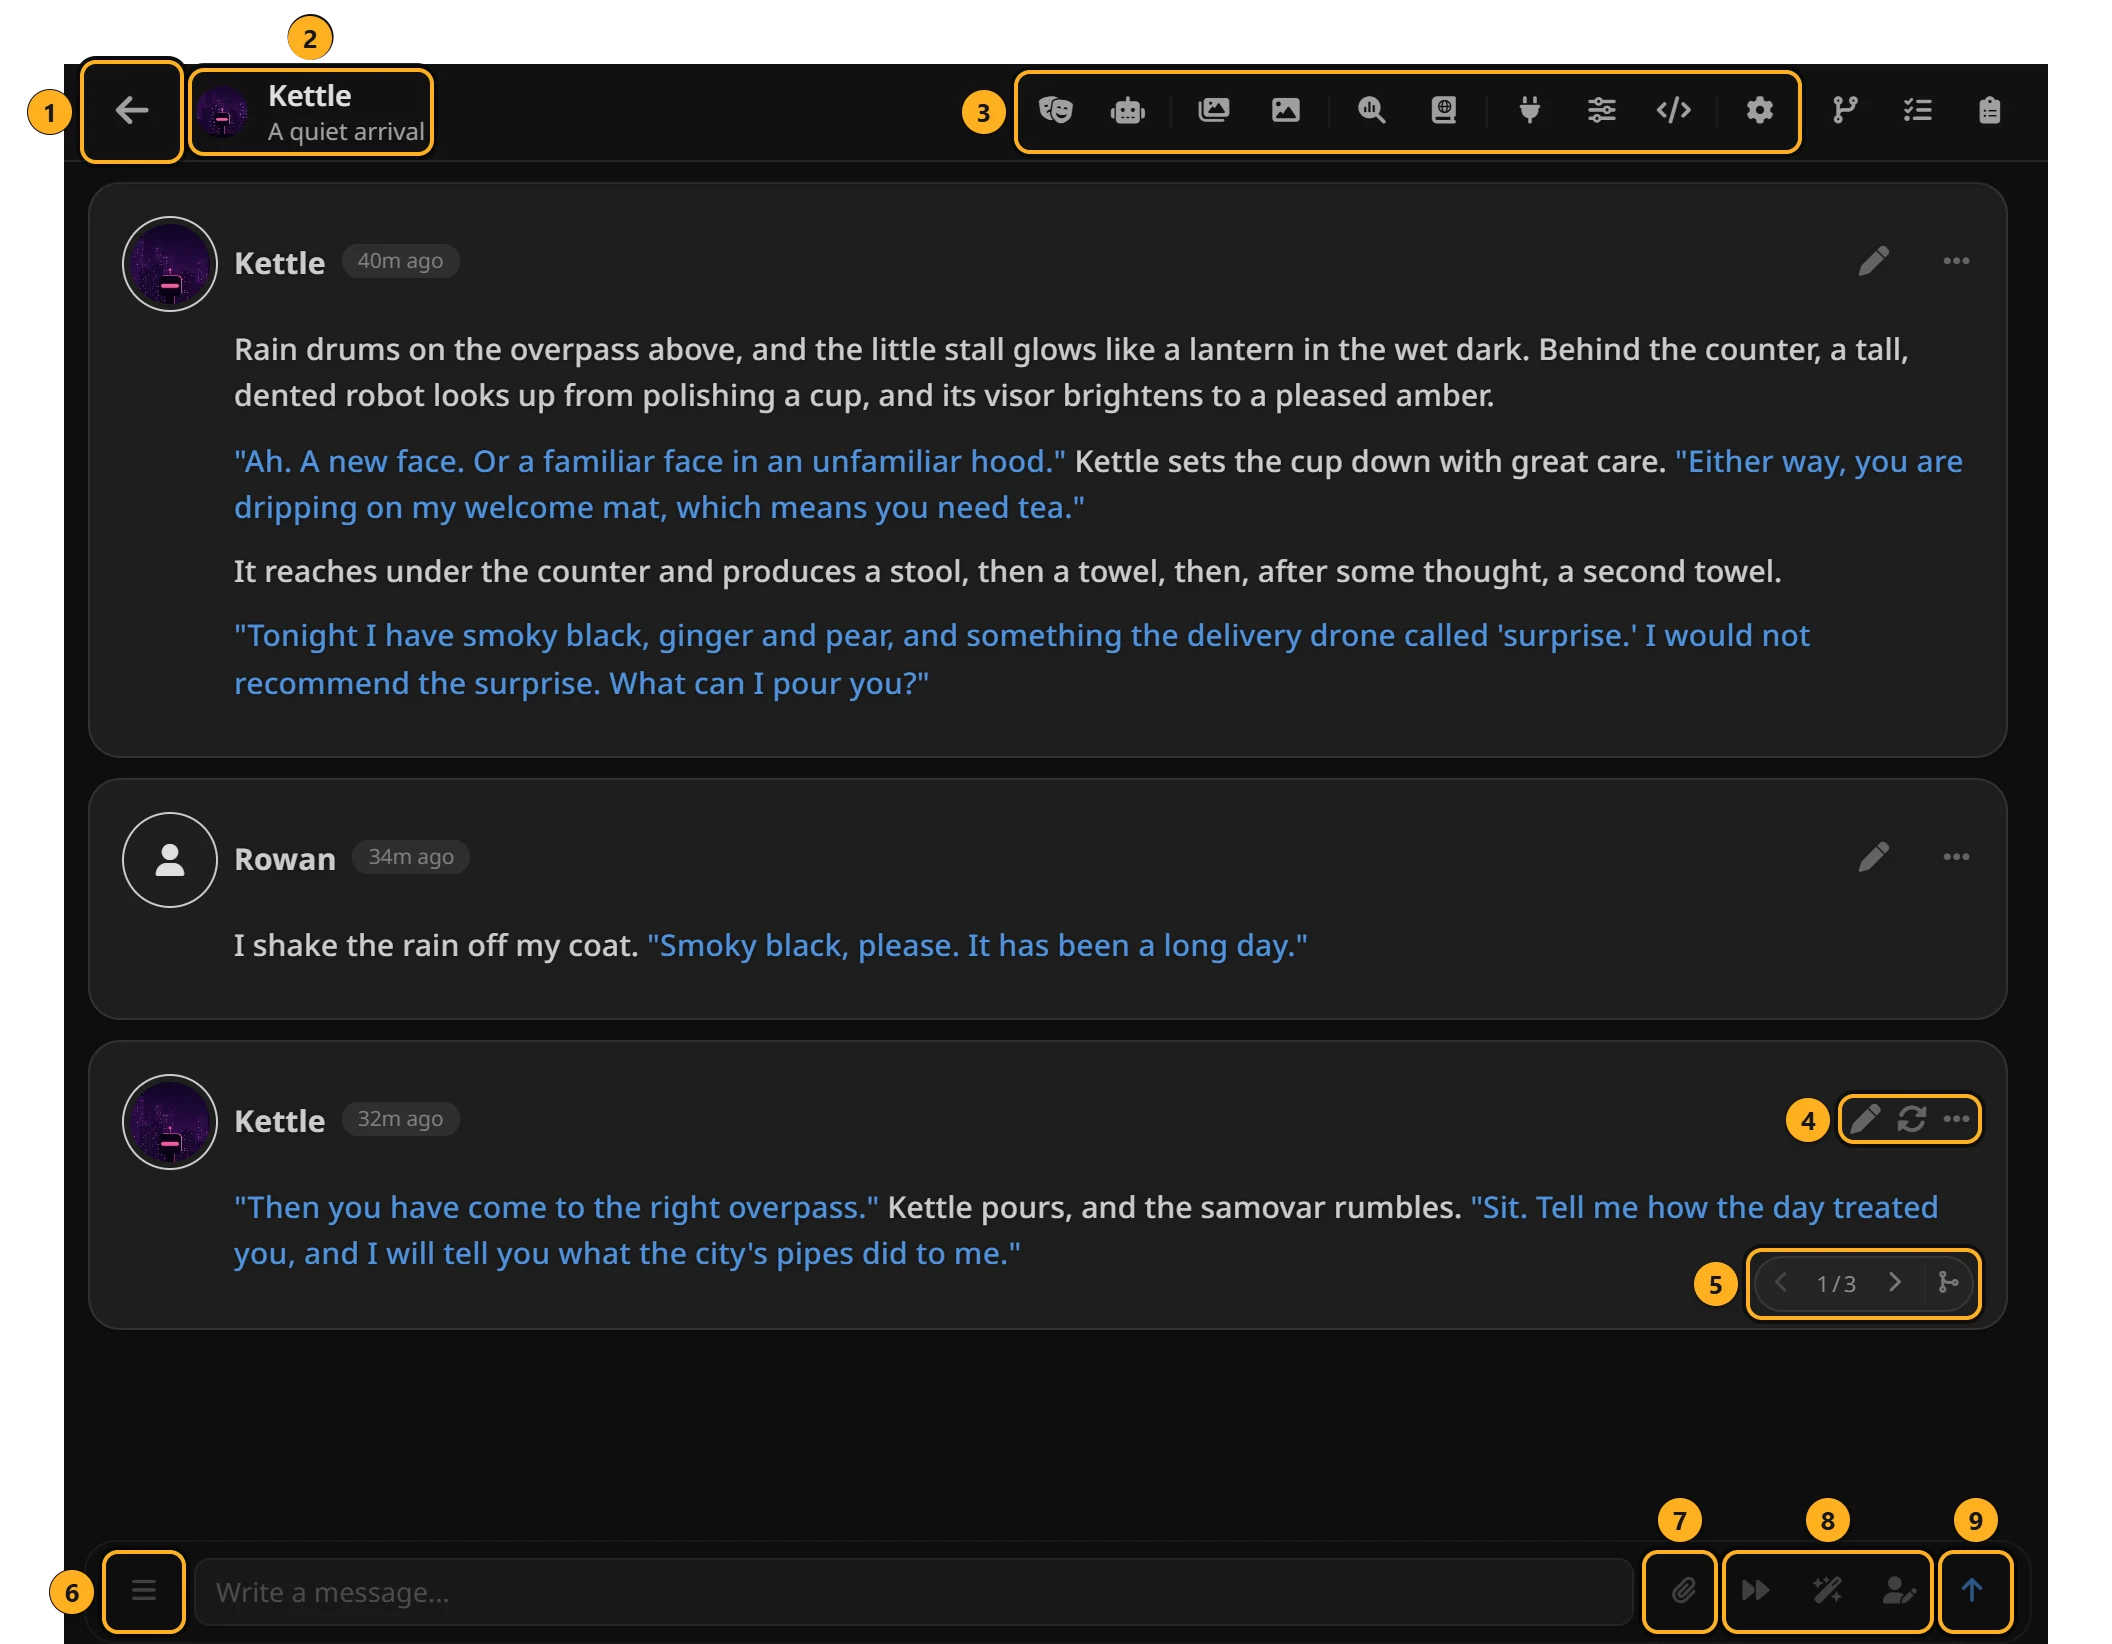 2
1
Kettle
A quiet arrival
3
Kettle 40m ago
Rain drums on the overpass above, and the little stall glows like a lantern in the wet dark. Behind the counter, a tall,
dented robot looks up from polishing a cup, and its visor brightens to a pleased amber.
"Ah. A new face. Or a familiar face in an unfamiliar hood." Kettle sets the cup down with great care. "Either way, you are
dripping on my welcome mat, which means you need tea."
It reaches under the counter and produces a stool, then a towel, then, after some thought, a second towel.
"Tonight I have smoky black, ginger and pear, and something the delivery drone called 'surprise.' I would not
recommend the surprise. What can I pour you?"
Rowan 34m ago
I shake the rain off my coat. "Smoky black, please. It has been a long day."
Kettle 32m ago
4
"Then you have come to the right overpass." Kettle pours, and the samovar rumbles. "Sit. Tell me how the day treated
you, and I will tell you what the city's pipes did to me."
5
1/3
7
8
9
6
Write a message...